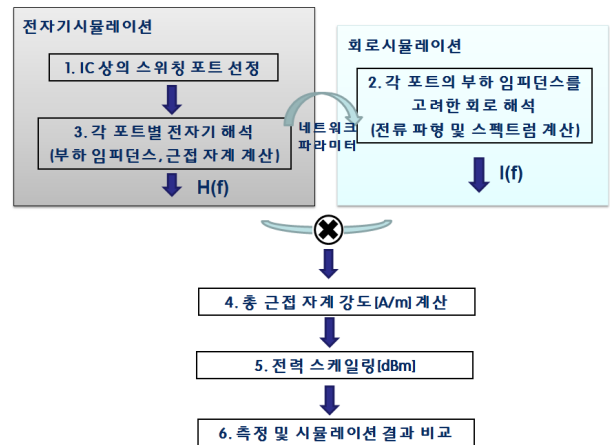 전자기시뮬레이션
1. IC 상의 스위칭 포트 선정
3. 각 포트별 전자기 해석
(부하 임피던스, 근접 자계 계산)
H(f)
네트워크
파라미터
회로시뮬레이션
2. 각 포트의 부하 임피던스를
고려한 회로 해석
(전류 파형 및 스펙트럼 계산)
I(f)
4. 총 근접 자계 강도[A/m] 계산
5. 전력 스케일링[dBm]
6. 측정 및 시뮬레이션 결과 비교